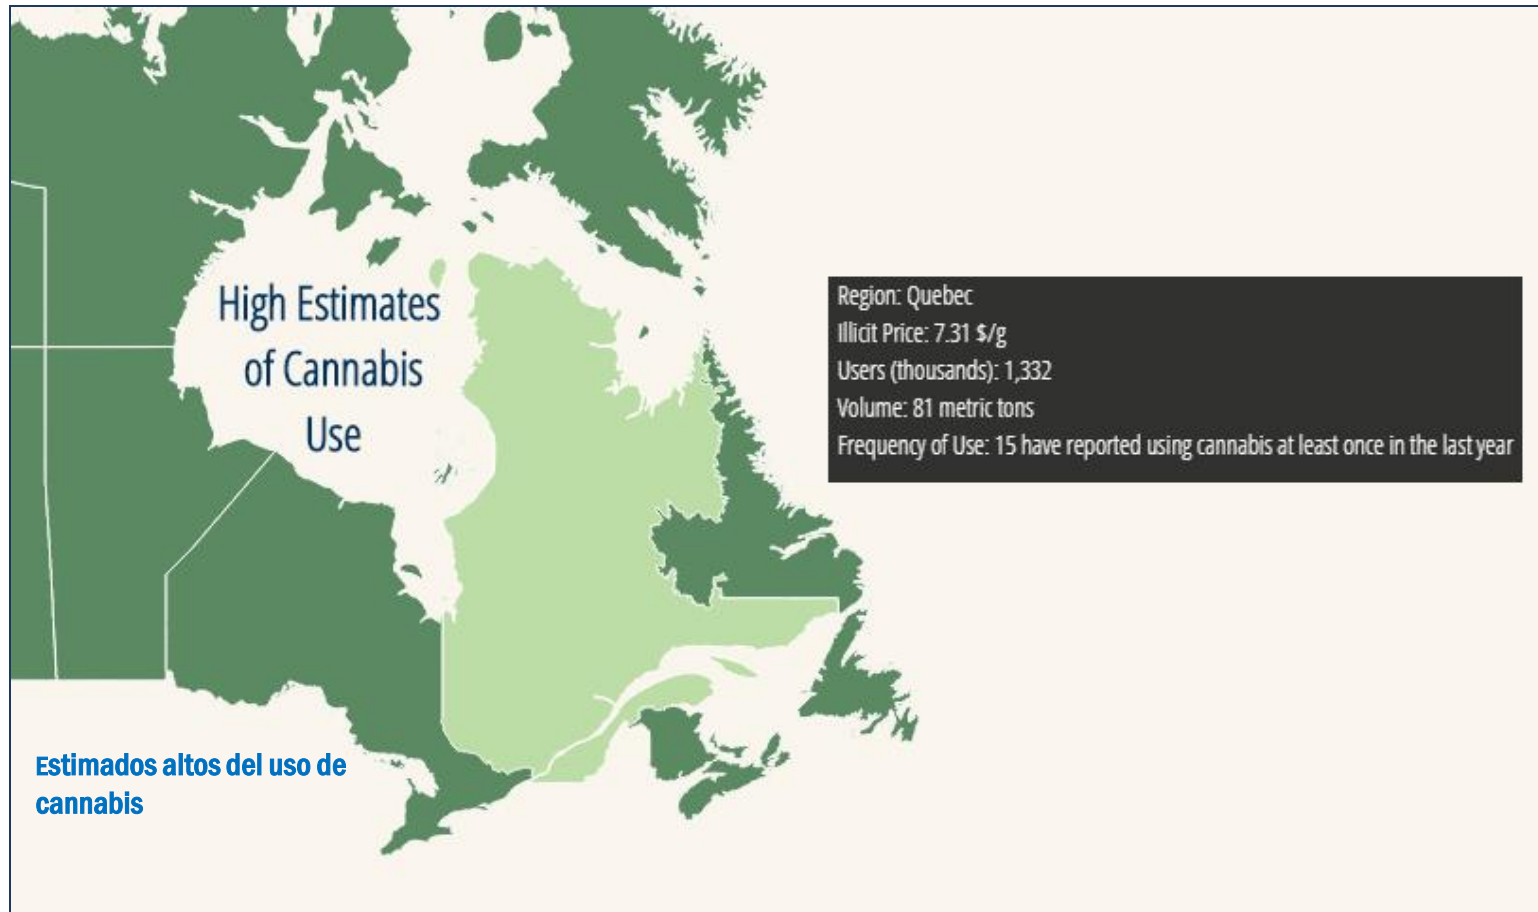 High Estimates
of Cannabis
Use
Region: Quebec
Illicit Price: 7.31 $/g
Users (thousands): 1,332
Volume: 81 metric tons
Frequency of Use: 15 have reported using cannabis at least once in the last year
Estimados altos del uso de
cannabis